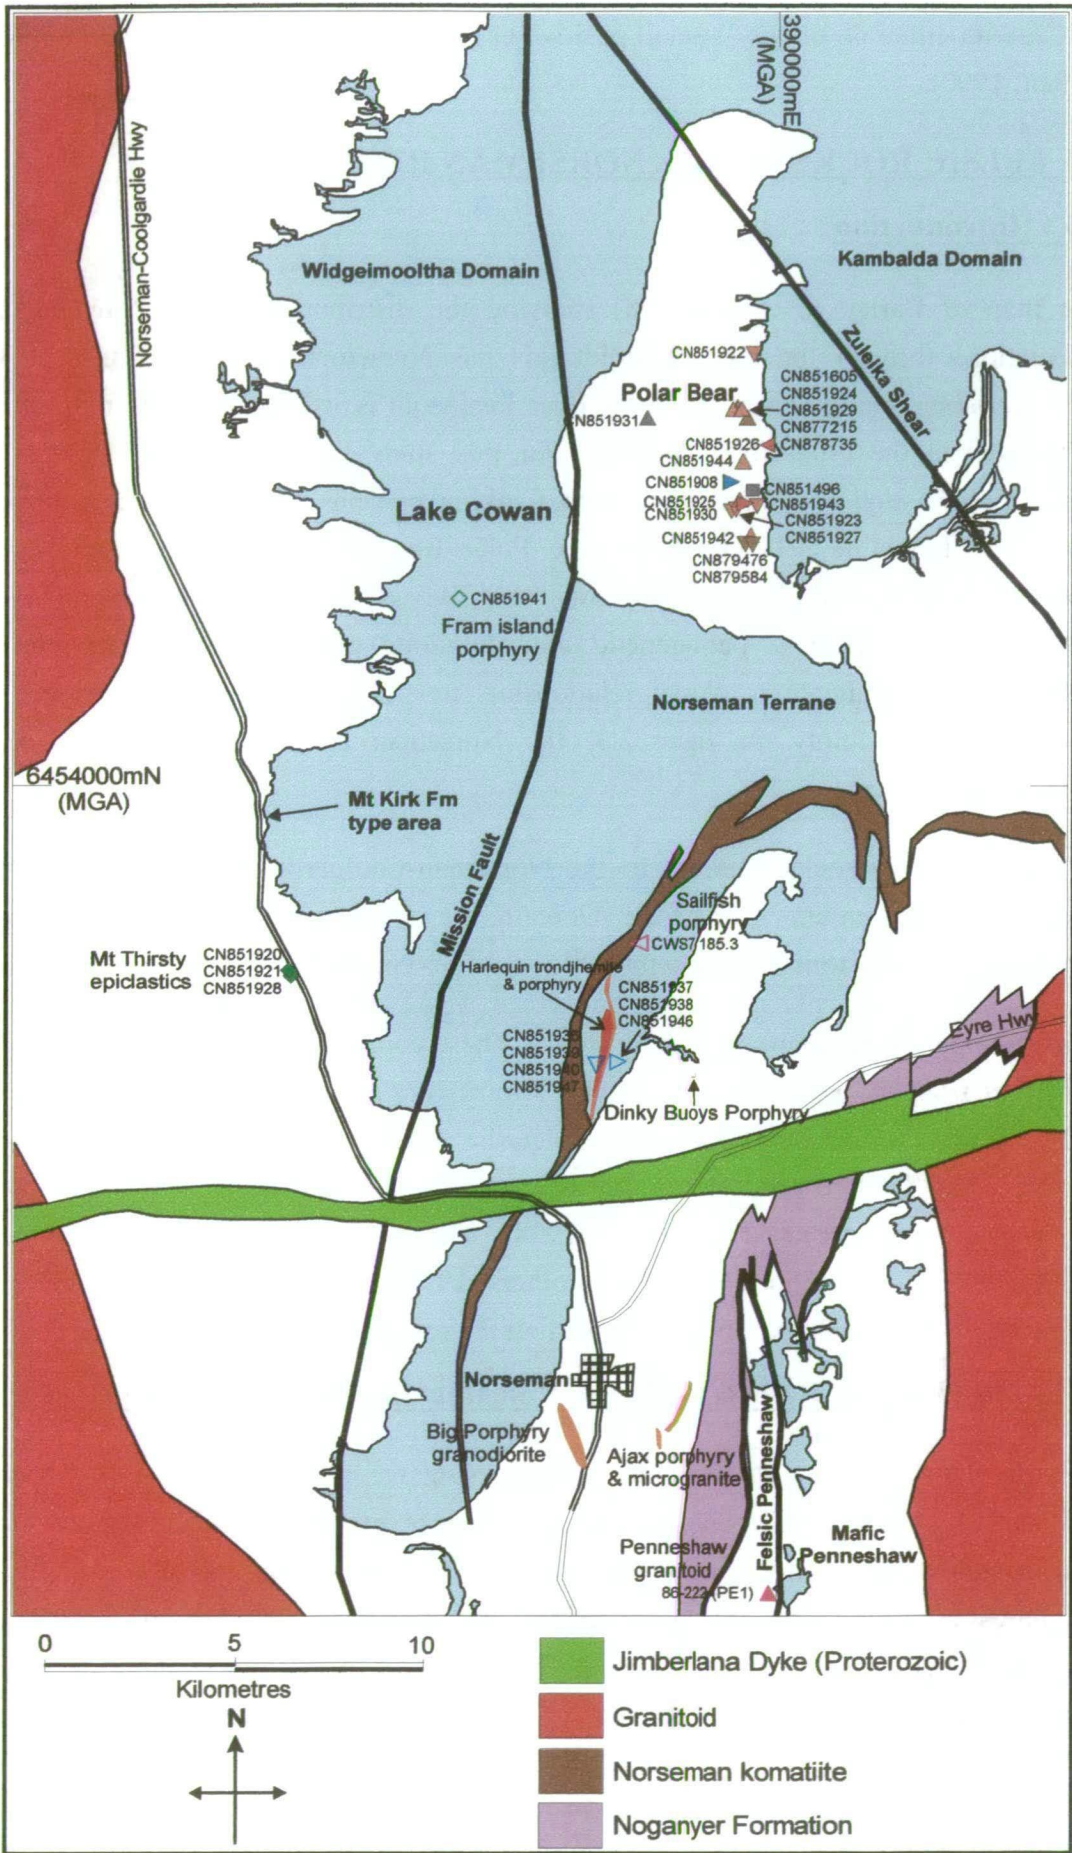 390000mE
(MGA)
Norseman-Coolgardie Hwy
Widgeimooltha Domain
Kambalda Domain
Zuleika Shear
CN851922
Polar Bear
CN851605
CN851924
CN851929
CN877215
CN878735
CN851931
CN851926
CN851944
CN851908
CN851496
CN851925
CN851943
CN851930
CN851923
CN851927
CN851942
CN879476
CN879584
Lake Cowan
CN851941
Fram island
porphyry
Norseman Terrane
6454000mN
(MGA)
Mt Kirk Fm
type area
Mission Fault
Sailfish
porphyry
CWS7 185.3
Mt Thirsty
epiclastics
CN851920
CN851921
CN851928
Harlequin trondjhemite
& porphyry
CN851937
CN851938
CN851946
CN851939
CN851940
CN851947
Eyre Hwy
Dinky Buoys Porphyry
Norseman
Big Porphyry
granodiorite
Ajax porphyry
& microgranite
Felsic Penneshaw
Mafic
Penneshaw
Penneshaw
granitoid
86-222 (PE1)
0 5 10
Kilometres
N
Jimberlana Dyke (Proterozoic)
Granitoid
Norseman komatiite
Noganyer Formation